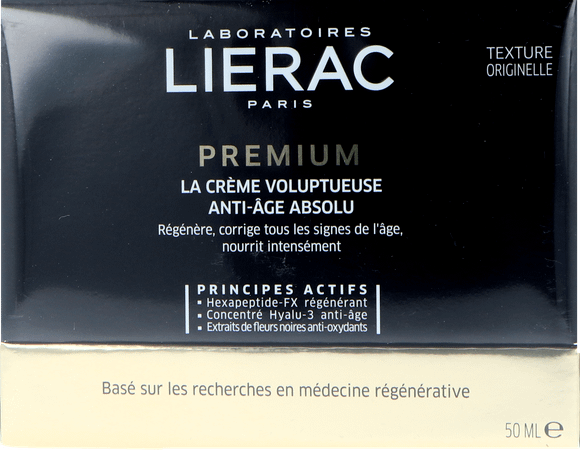 LABORATOIRES
LIERAC
PARIS
TEXTURE
ORIGINELLE
PREMIUM
LA CRÈME VOLUPTUEUSE
ANTI-ÂGE ABSOLU
Régénère, corrige tous les signes de l'âge,
nourrit intensément
PRINCIPES ACTIFS
▪ Hexapeptide-FX régénérant
▪ Concentré Hyalu-3 anti-âge
▪ Extraits de fleurs noires anti-oxydants
Basé sur les recherches en médecine régénérative
50 ML ℮